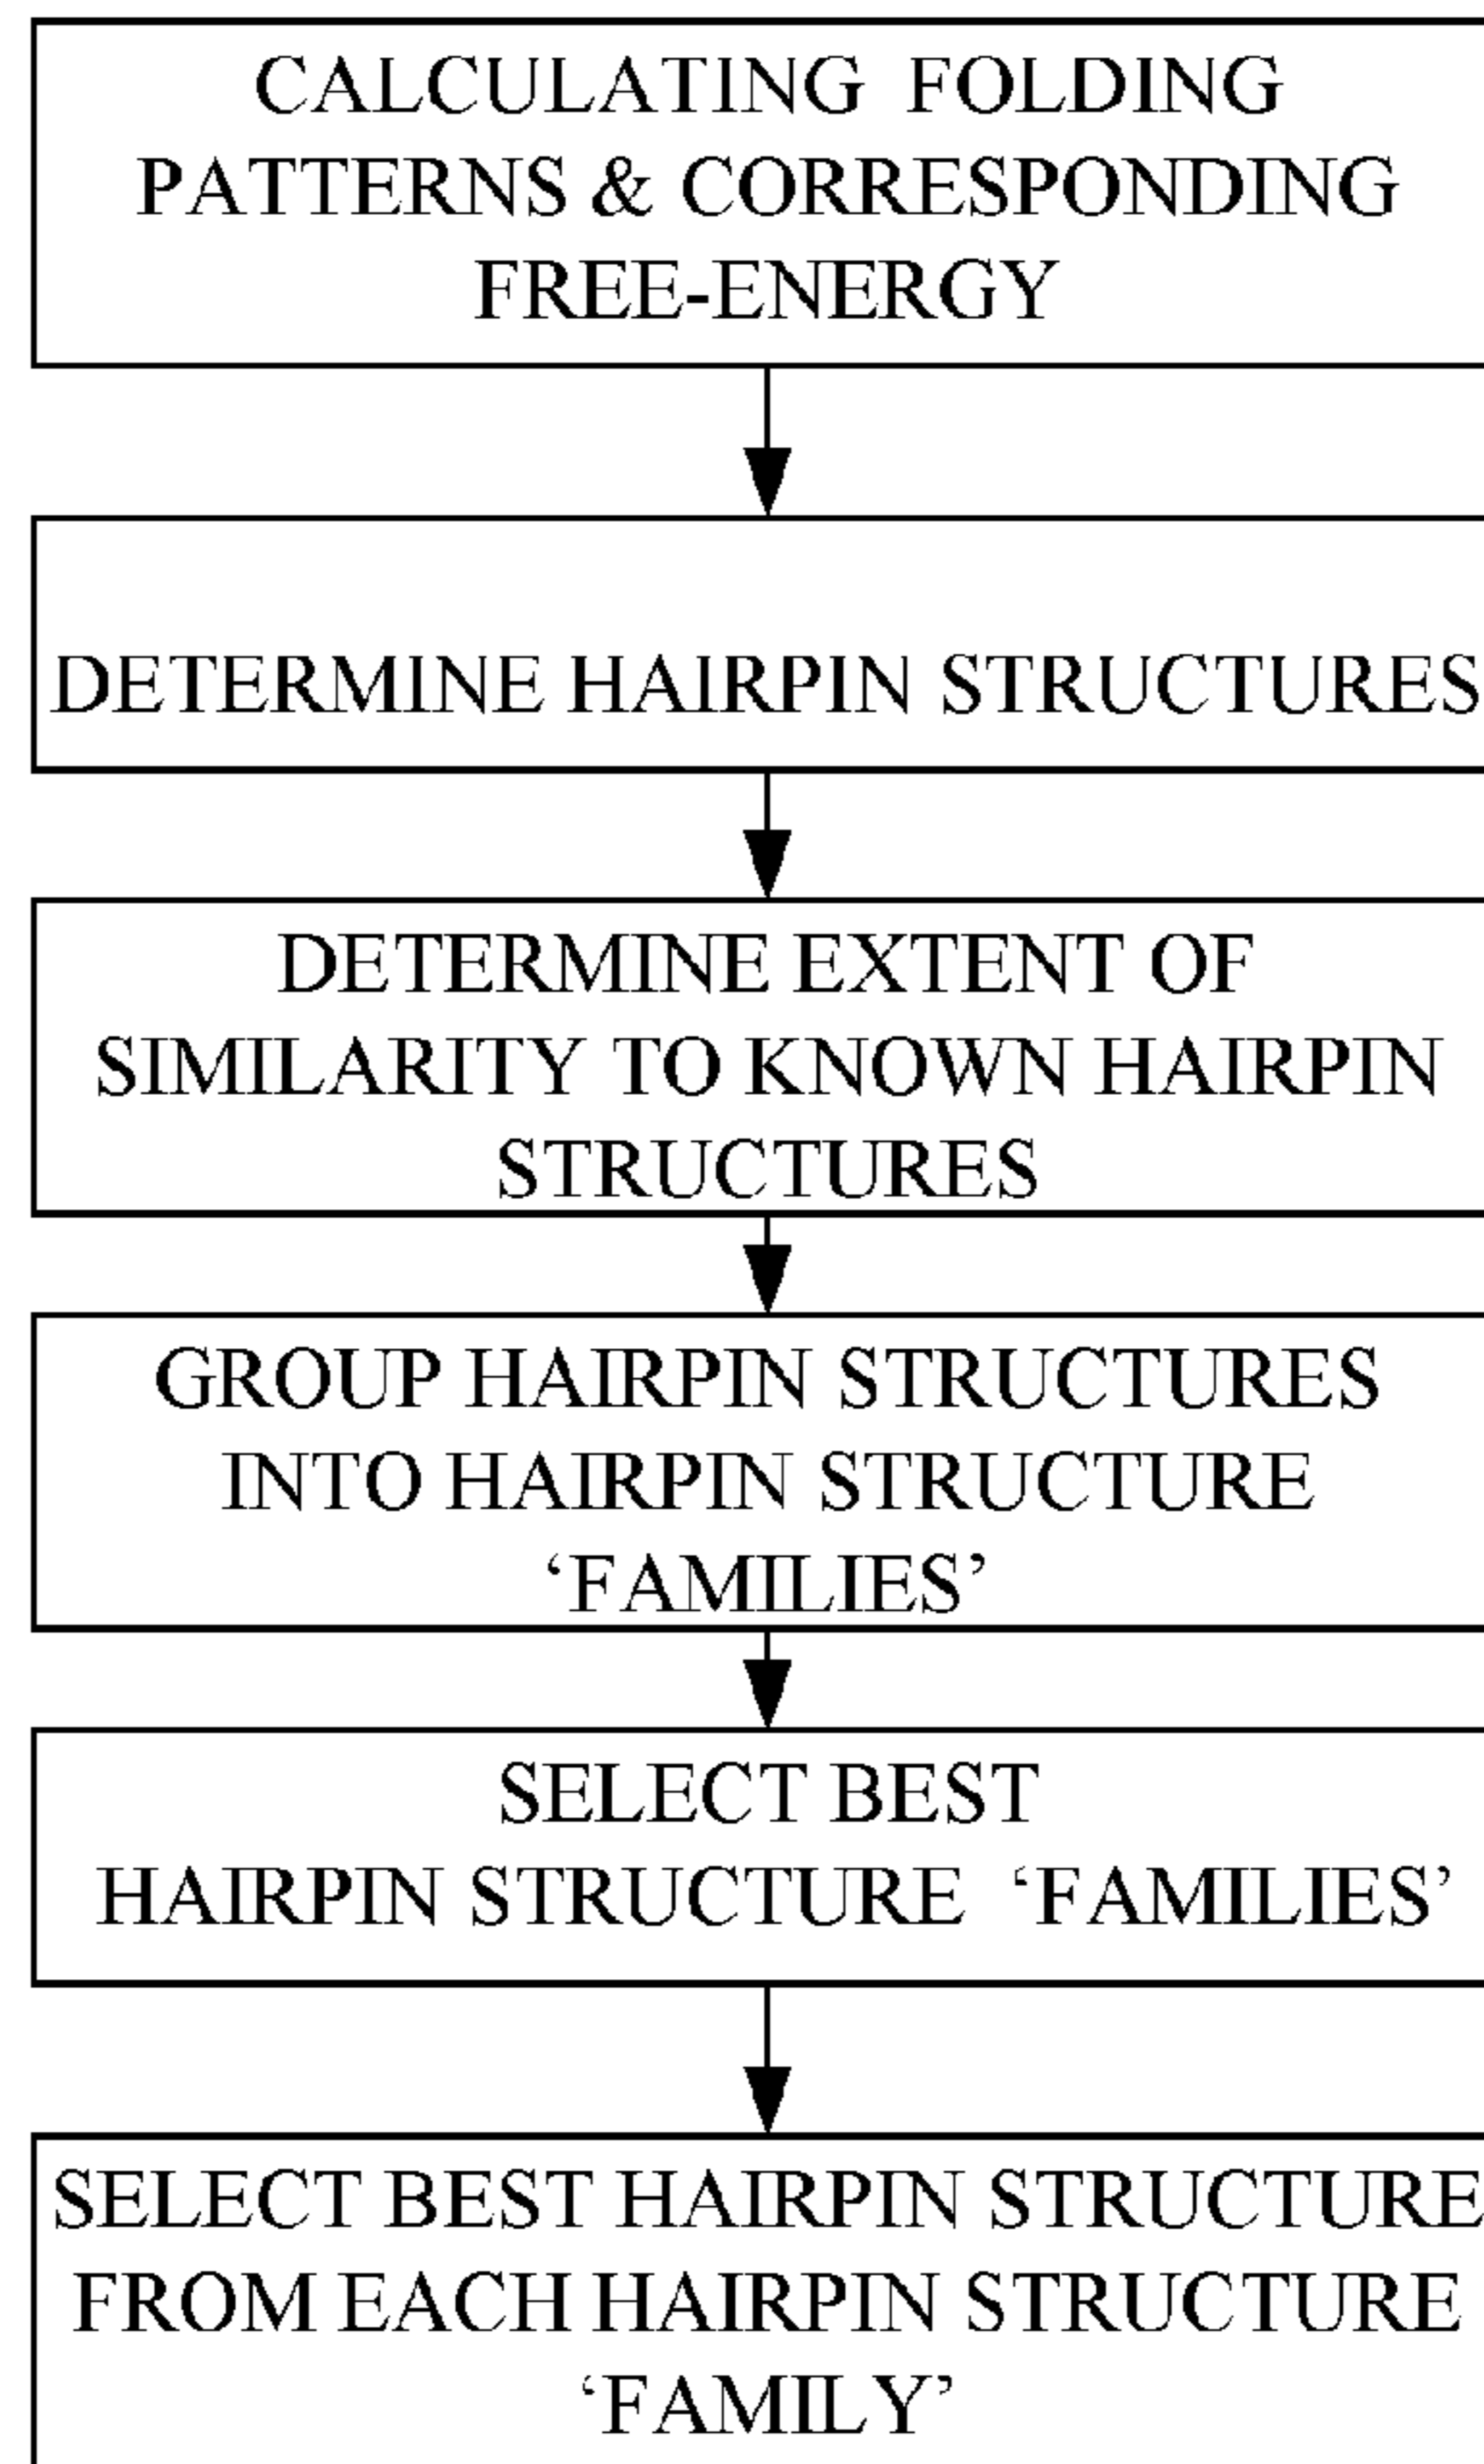 CALCULATING FOLDING
PATTERNS & CORRESPONDING
FREE-ENERGY
DETERMINE HAIRPIN STRUCTURES
DETERMINE EXTENT OF
SIMILARITY TO KNOWN HAIRPIN
STRUCTURES
GROUP HAIRPIN STRUCTURES
INTO HAIRPIN STRUCTURE
‘FAMILIES’
SELECT BEST
HAIRPIN STRUCTURE ‘FAMILIES’
SELECT BEST HAIRPIN STRUCTURE
FROM EACH HAIRPIN STRUCTURE
‘FAMILY’